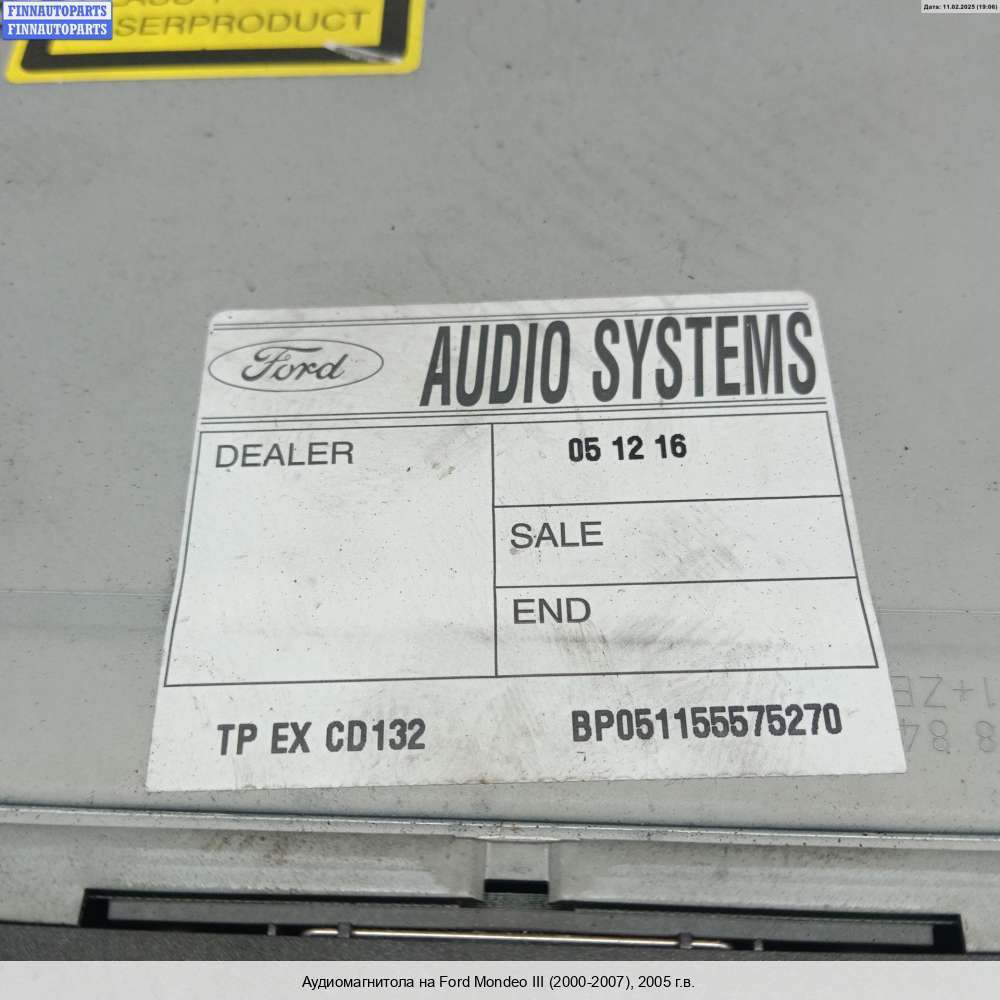 FINNAUTOPARTS
FINNAUTOPARTS
SERPRODUCT
Дата: 11.02.2025 (19:06)
Ford AUDIO SYSTEMS
DEALER
05 12 16
SALE
END
TP EX CD132
BP051155575270
Аудиомагнитола на Ford Mondeo III (2000-2007), 2005 г.в.